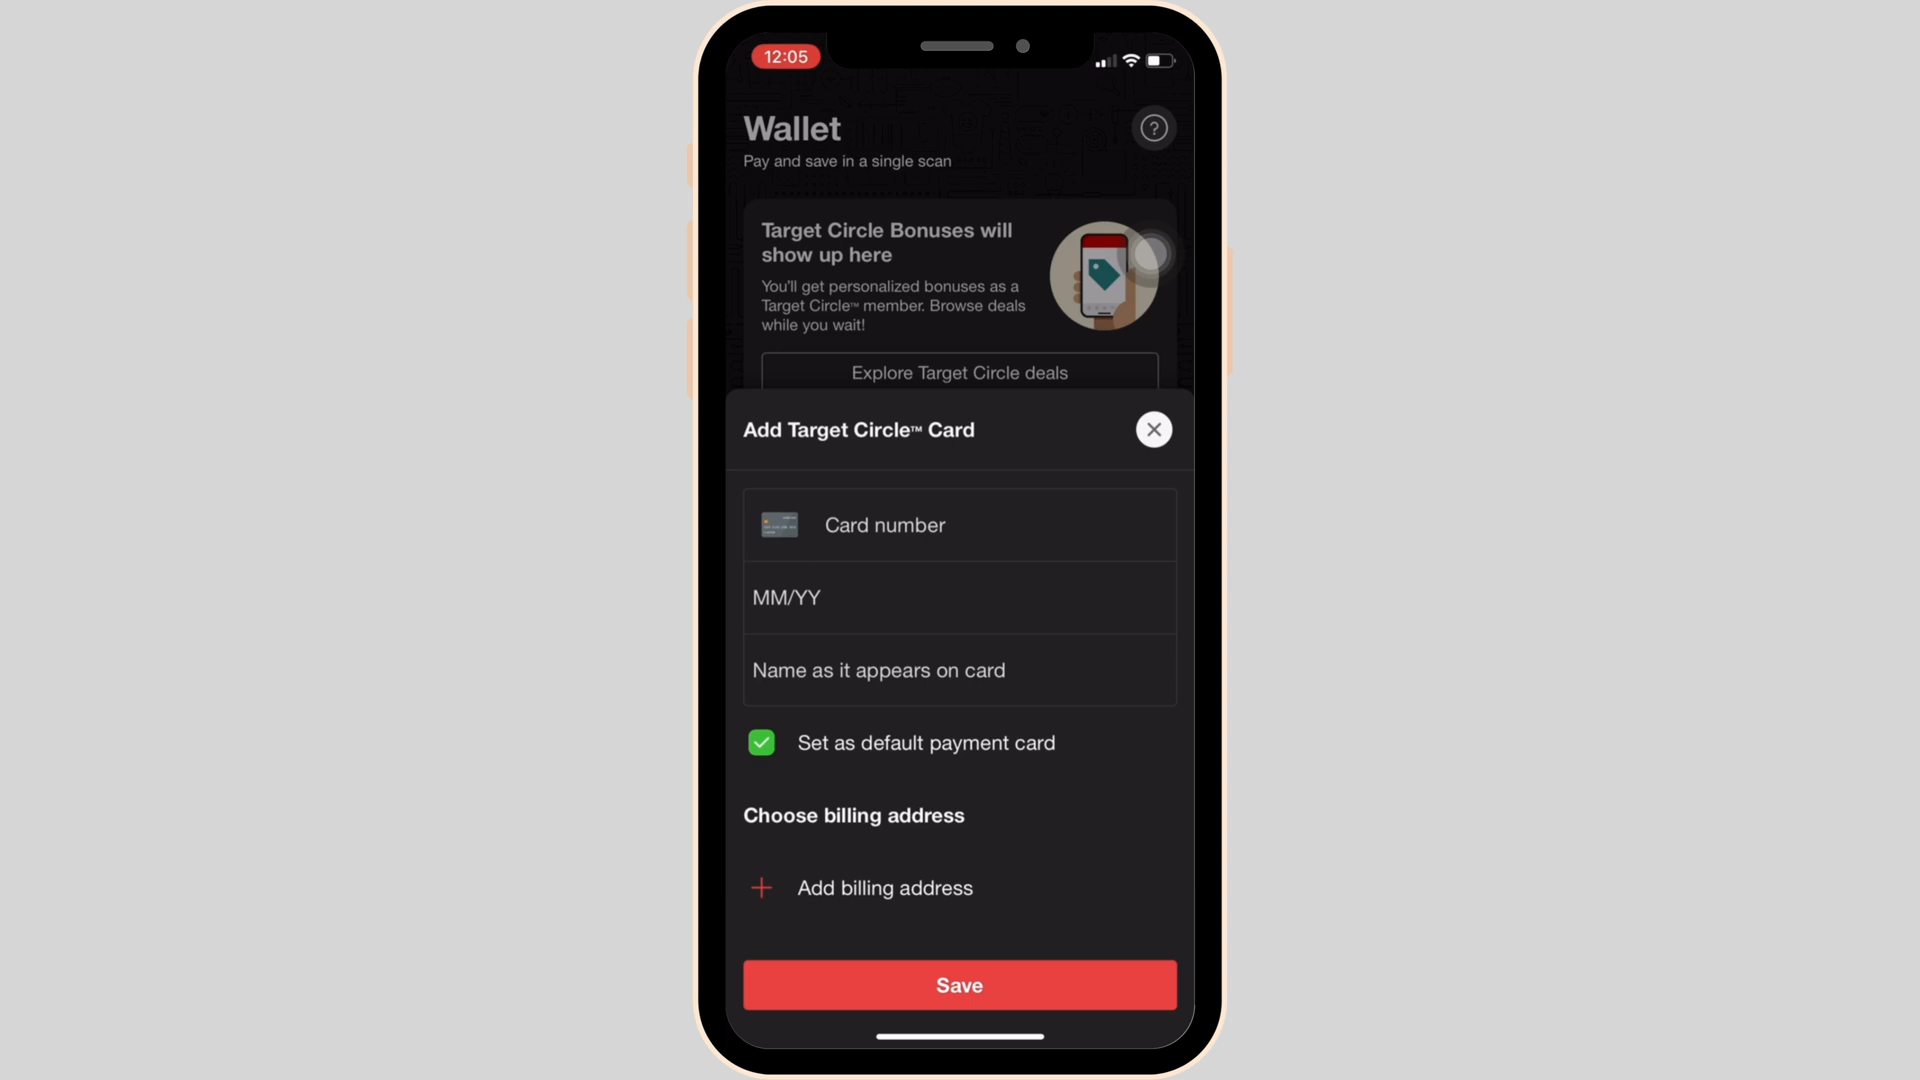 12:05
Wallet
Pay and save in a single scan
Target Circle Bonuses will
show up here
You'll get personalized bonuses as a
Target Circle™ member. Browse deals
while you wait!
Explore Target Circle deals
Add Target Circle™ Card
Card number
MM/YY
Name as it appears on card
Set as default payment card
Choose billing address
Add billing address
Save